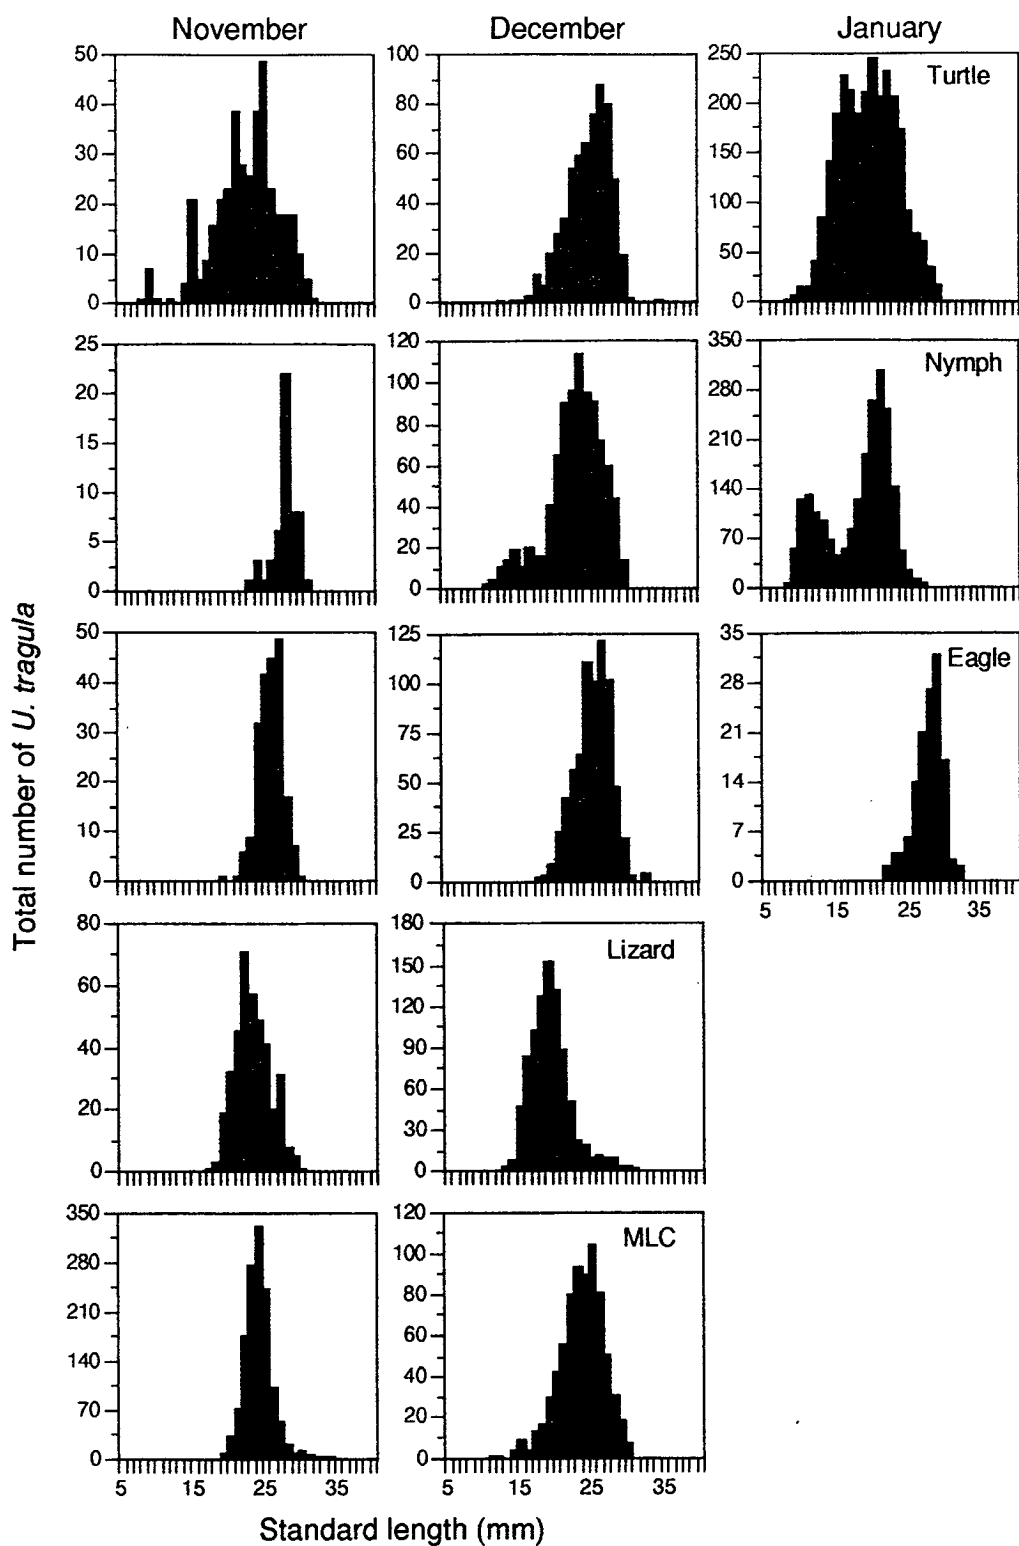 November December January
50 40 30 20 10 0
100 80 60 40 20 0
250 200 150 100 50 0
Turtle
25 20 15 10 5 0
120 100 80 60 40 20 0
350 280 210 140 70 0
Nymph
50 40 30 20 10 0
125 100 75 50 25 0
35 28 21 14 7 0
Eagle
5 15 25 35
80 60 40 20 0
180 150 120 90 60 30 0
Lizard
350 280 210 140 70 0
120 100 80 60 40 20 0
MLC
5 15 25 35
5 15 25 35
Total number of U. tragula
Standard length (mm)